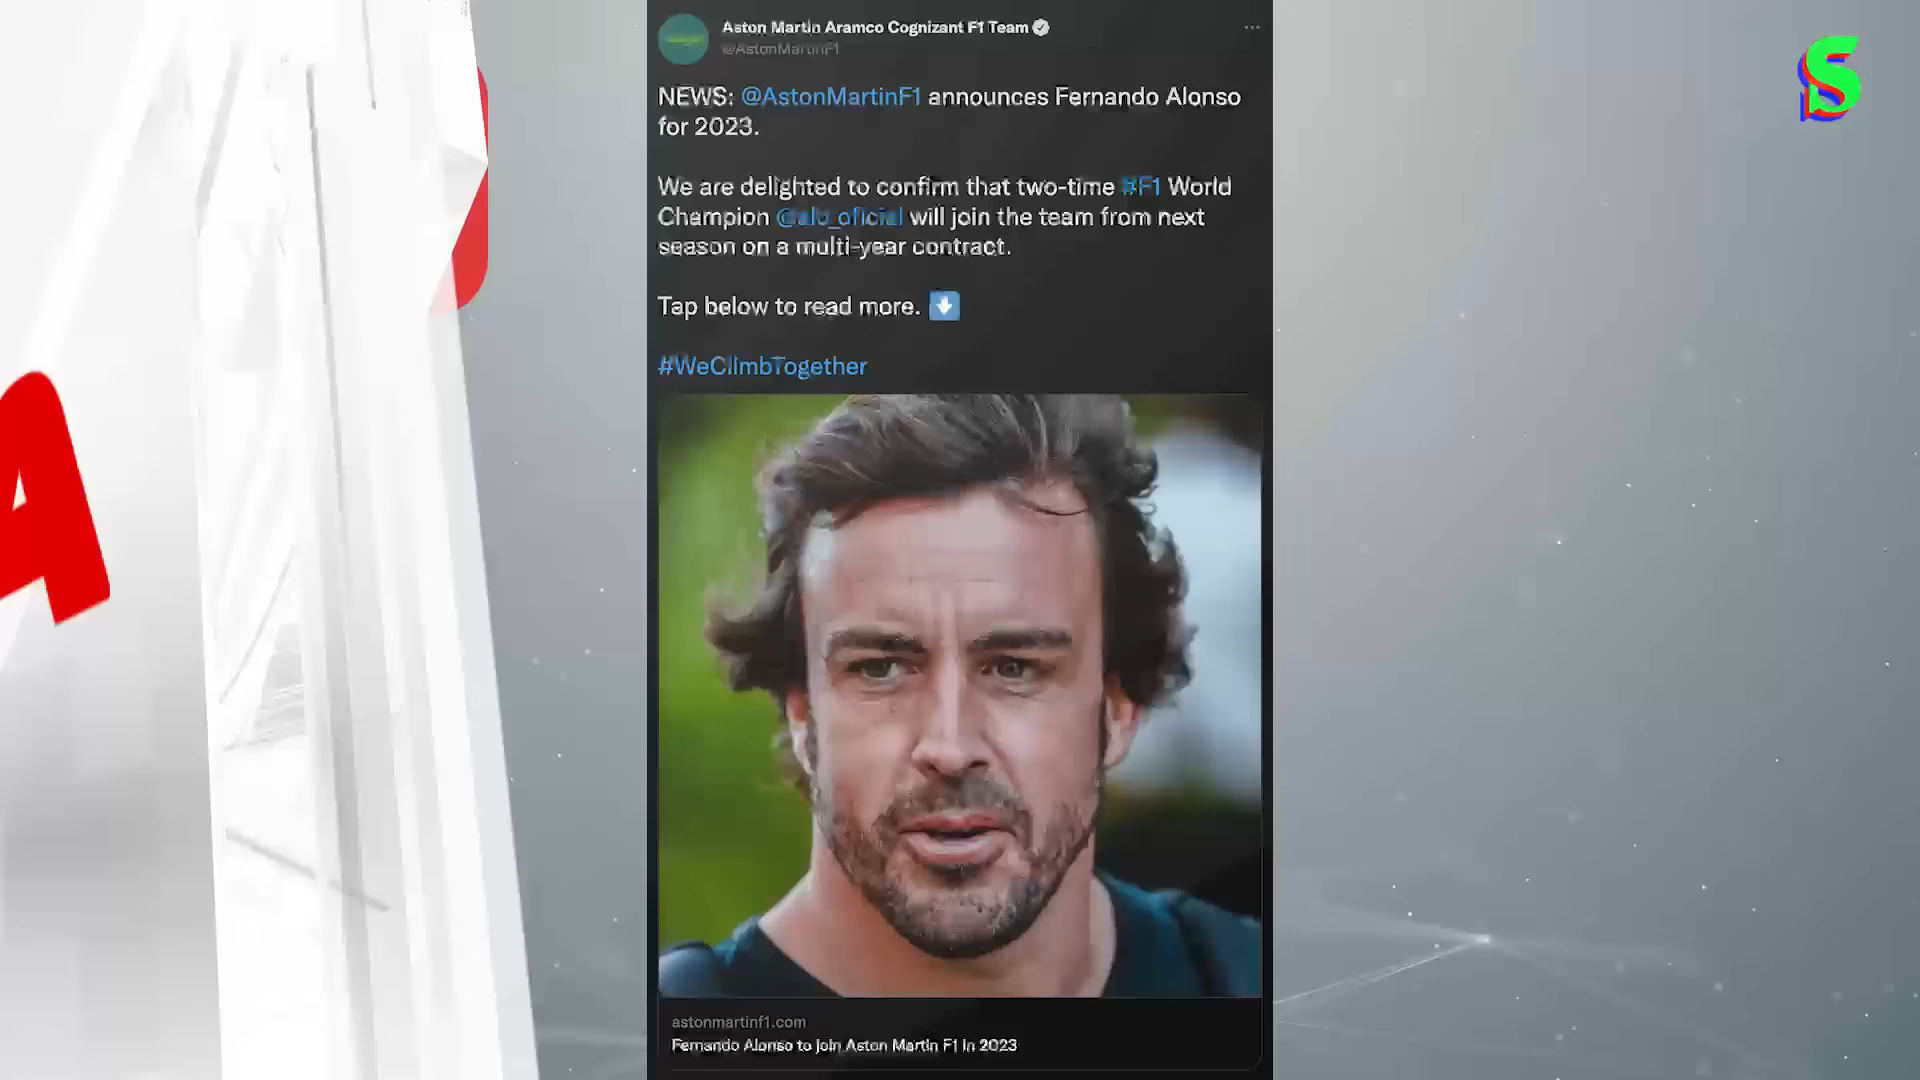 Aston Martin Aramco Cognizant F1 Team
@AstonMartinF1
NEWS: @AstonMartinF1 announces Fernando Alonso
for 2023.
We are delighted to confirm that two-time #F1 World
Champion @alo_oficial will join the team from next
season on a multi-year contract.
Tap below to read more.
#WeClimbTogether
astonmartinf1.com
Fernando Alonso to join Aston Martin F1 in 2023
A
S